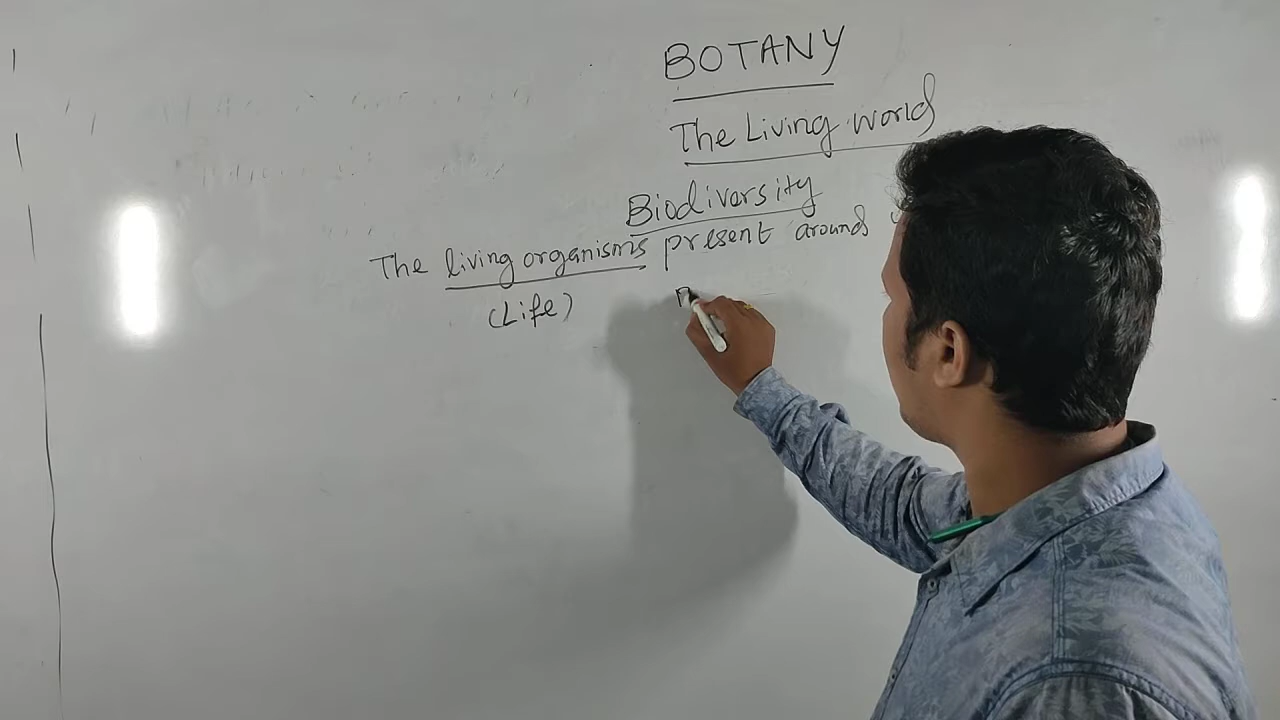 BOTANY
The Living world
Biodiversity
The living organisms present around
(Life)